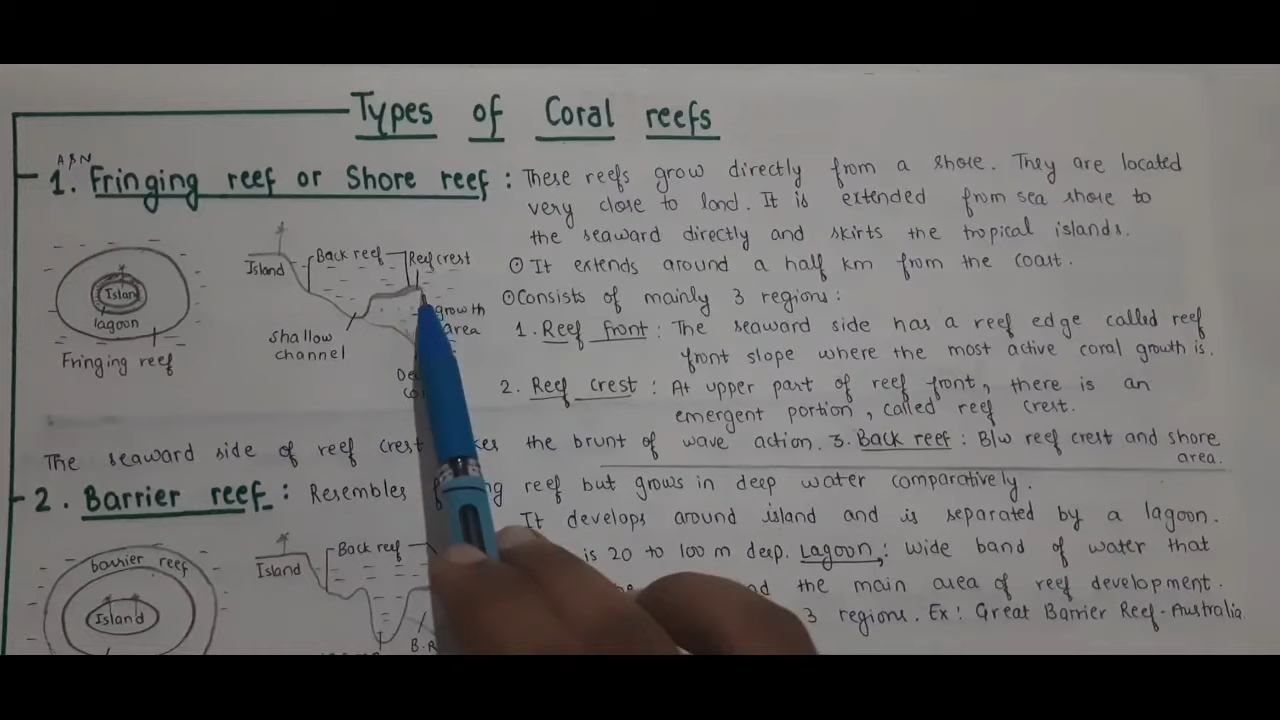 Types of Coral reefs
A & N
1. Fringing reef or Shore reef : These reefs grow directly from a shore. They are located
very close to land. It is extended from sea shore to
the seaward directly and skirts the tropical islands.
It extends around a half km from the coast.
Consists of mainly 3 regions:
1. Reef front : The seaward side has a reef edge called reef
front slope where the most active coral growth is.
2. Reef crest : At upper part of reef front, there is an
emergent portion, called reef crest.
Islan
lagoon
Fringing reef
Island
Back reef
Reef crest
growth
area
shallow
channel
The seaward side of reef crest the brunt of wave action. 3. Back reef : B/w reef crest and shore
area.
2. Barrier reef : Resembles reef but grows in deep water comparatively.
It develops around island and is separated by a lagoon.
is 20 to 100 m deep. Lagoon : wide band of water that
the main area of reef development.
3 regions. Ex : Great Barrier Reef - Australia
barrier reef
Island
Island
Back reef
B.R